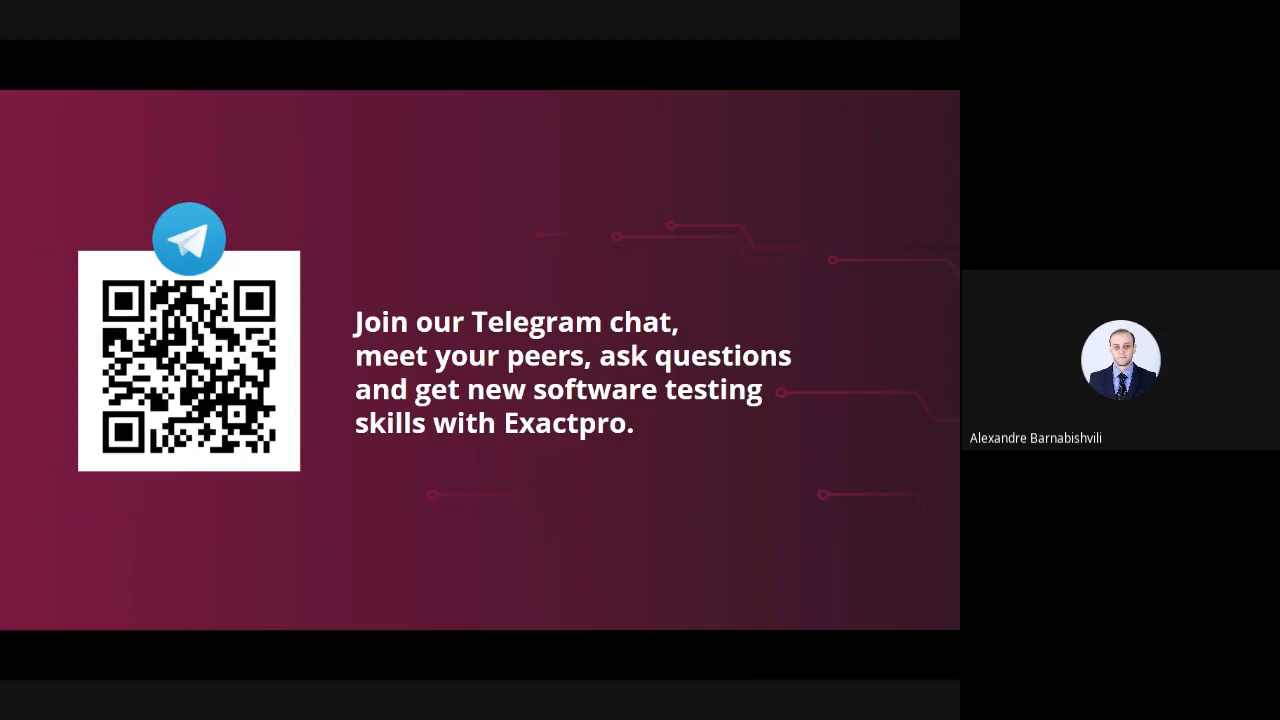 Join our Telegram chat,
meet your peers, ask questions
and get new software testing
skills with Exactpro.
Alexandre Barnabishvili